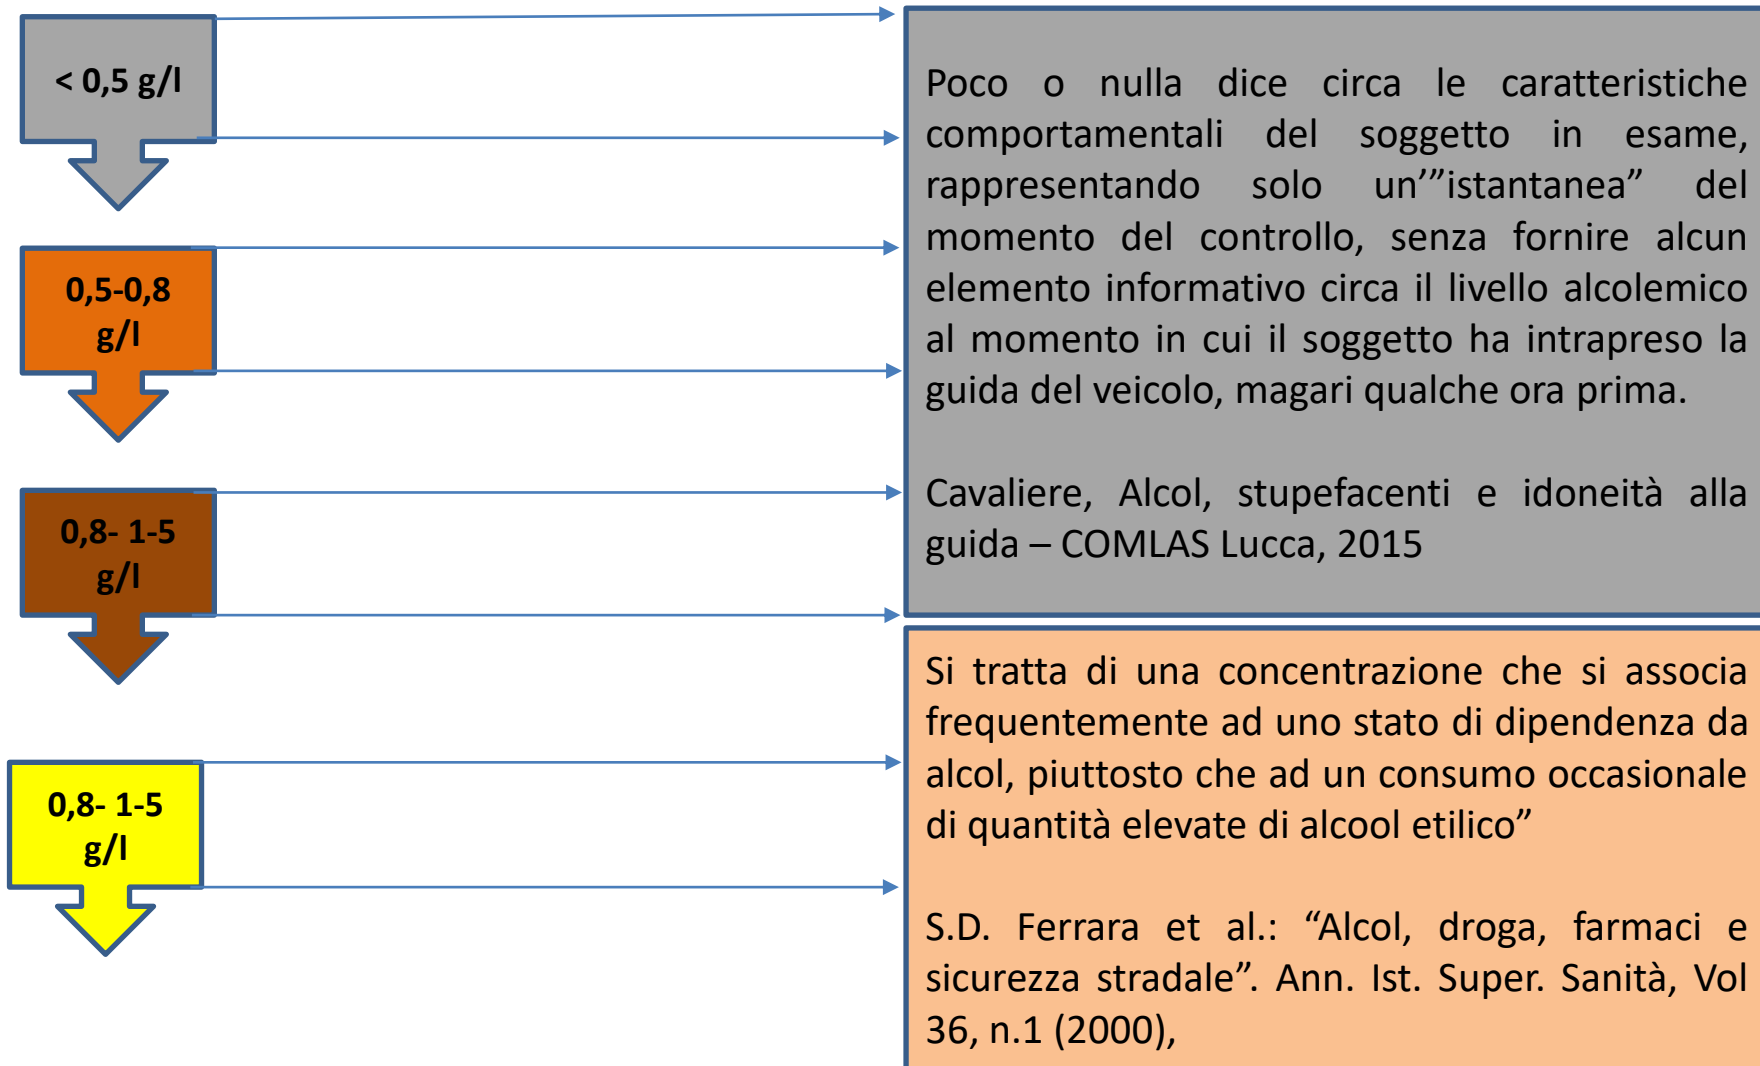 < 0,5 g/l
0,5-0,8
g/l
0,8- 1-5
g/l
0,8- 1-5
g/l
Poco o nulla dice circa le caratteristiche
comportamentali del soggetto in esame,
rappresentando solo un’”istantanea” del
momento del controllo, senza fornire alcun
elemento informativo circa il livello alcolemico
al momento in cui il soggetto ha intrapreso la
guida del veicolo, magari qualche ora prima.
Cavaliere, Alcol, stupefacenti e idoneità alla
guida – COMLAS Lucca, 2015
Si tratta di una concentrazione che si associa
frequentemente ad uno stato di dipendenza da
alcol, piuttosto che ad un consumo occasionale
di quantità elevate di alcool etilico”
S.D. Ferrara et al.: “Alcol, droga, farmaci e
sicurezza stradale”. Ann. Ist. Super. Sanità, Vol
36, n.1 (2000),